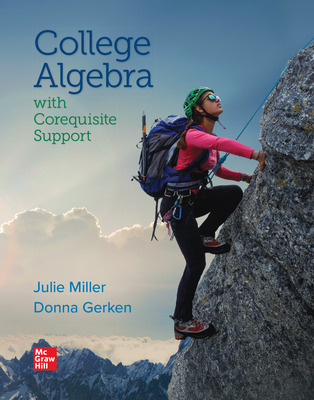 College
Algebra
with
Corequisite
Support
Julie Miller
Donna Gerken
Mc
Graw
Hill